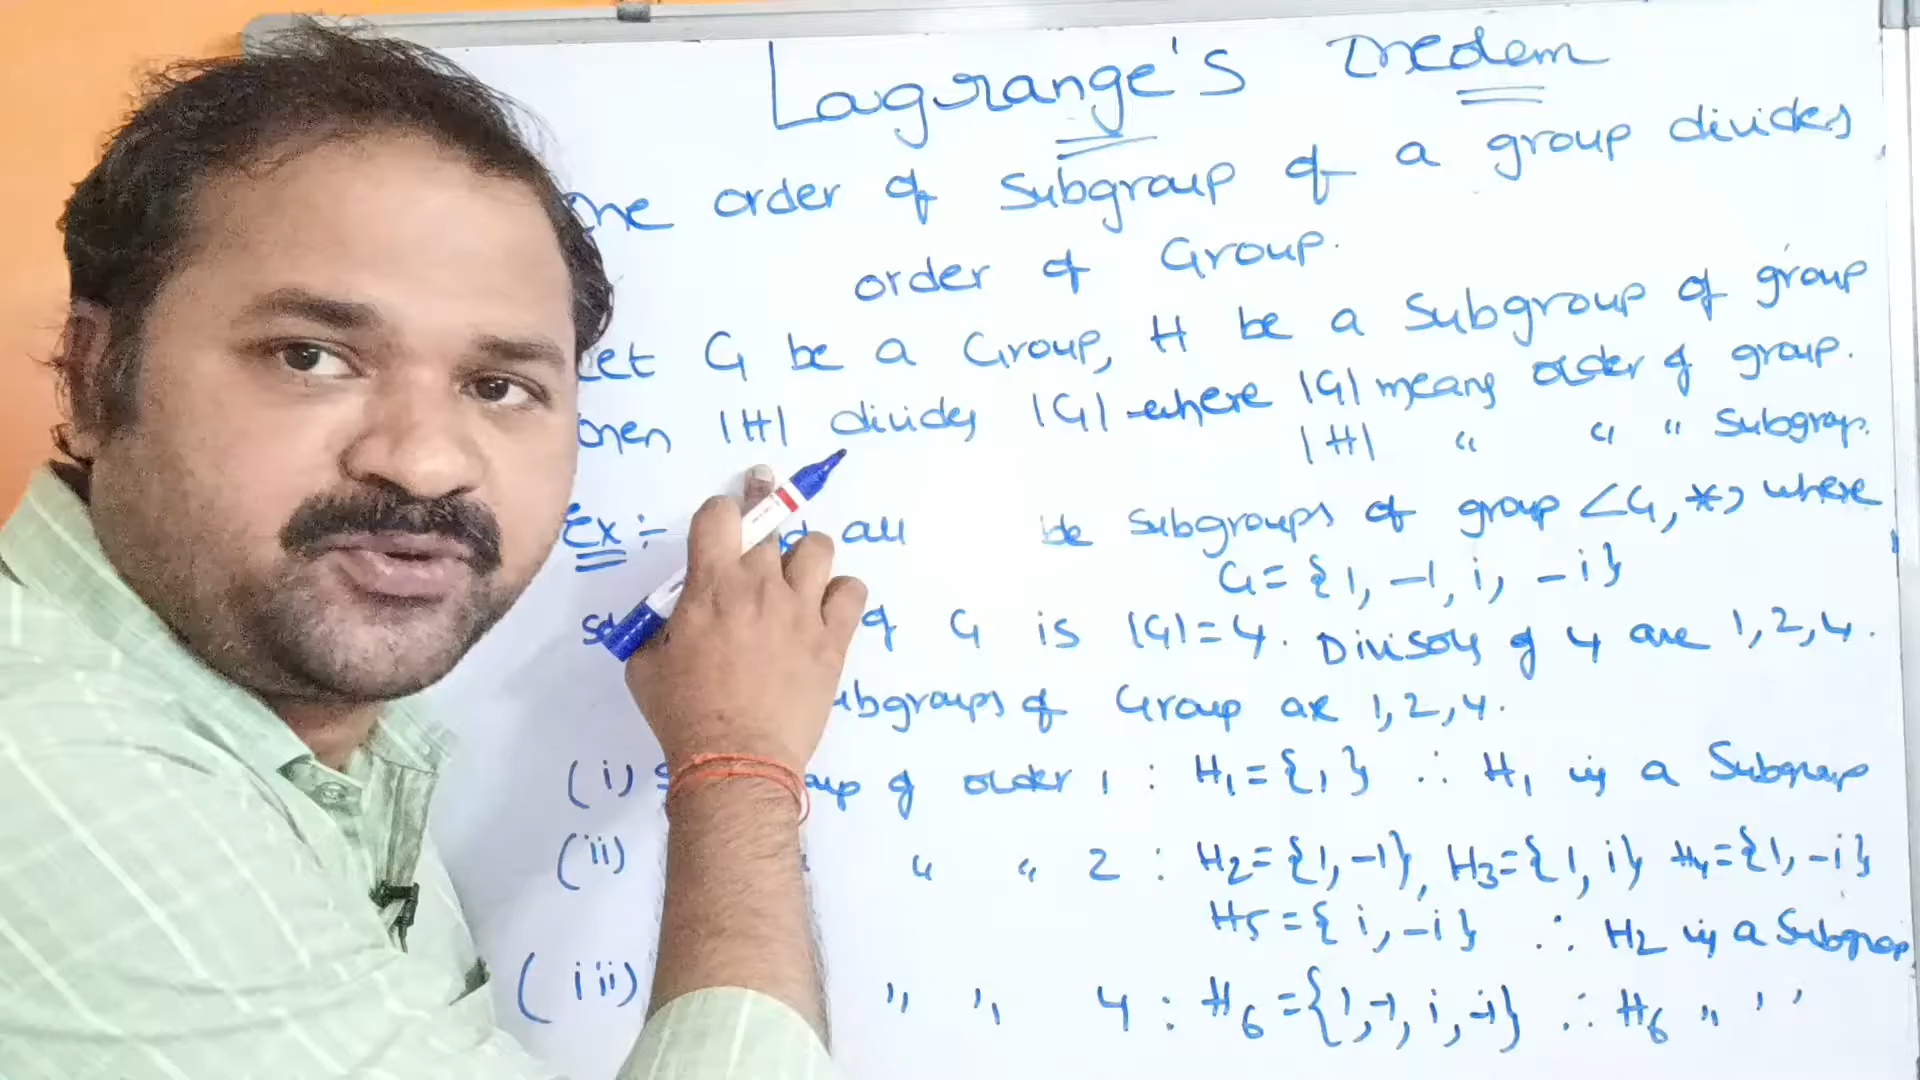 Lagrange's Theorem
The order of subgroup of a group divides
order of Group.
Let G be a Group, H be a subgroup of group
Then |H| divides |G| where |G| means order of group.
|H| " " " subgroup.
Ex :- all be subgroups of group <G, *> where
G = {1, -1, i, -i}
of G is |G| = 4. Divisors of 4 are 1, 2, 4.
subgroups of Group are 1, 2, 4.
(i) of order 1 : H1 = {1} ∴ H1 is a Subgroup
(ii) " " 2 : H2 = {1, -1}, H3 = {1, i} H4 = {1, -i}
H5 = {i, -i} ∴ H2 is a Subgroup
(iii) " " 4 : H6 = {1, -1, i, -i} ∴ H6 " " "